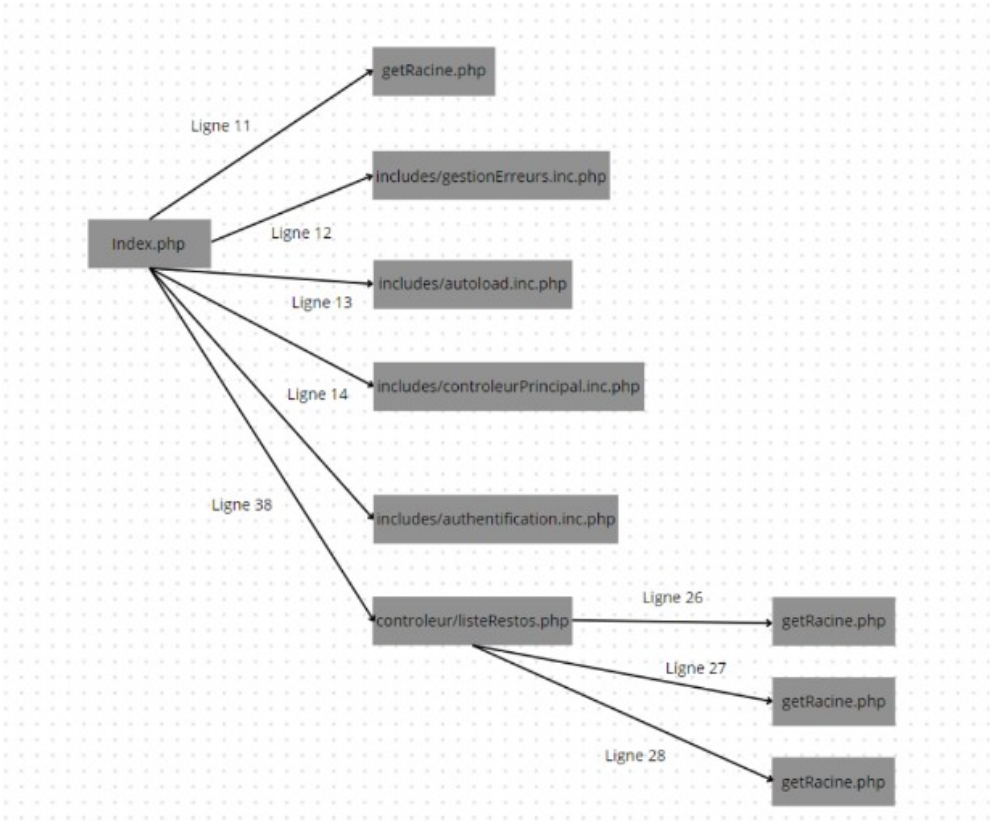 getRacine.php
Ligne 11
includes/gestionErreurs.inc.php
Ligne 12
Index.php
includes/autoload.inc.php
Ligne 13
includes/controleurPrincipal.inc.php
Ligne 14
Ligne 38
includes/authentification.inc.php
controleur/listeRestos.php
Ligne 26
getRacine.php
Ligne 27
getRacine.php
Ligne 28
getRacine.php